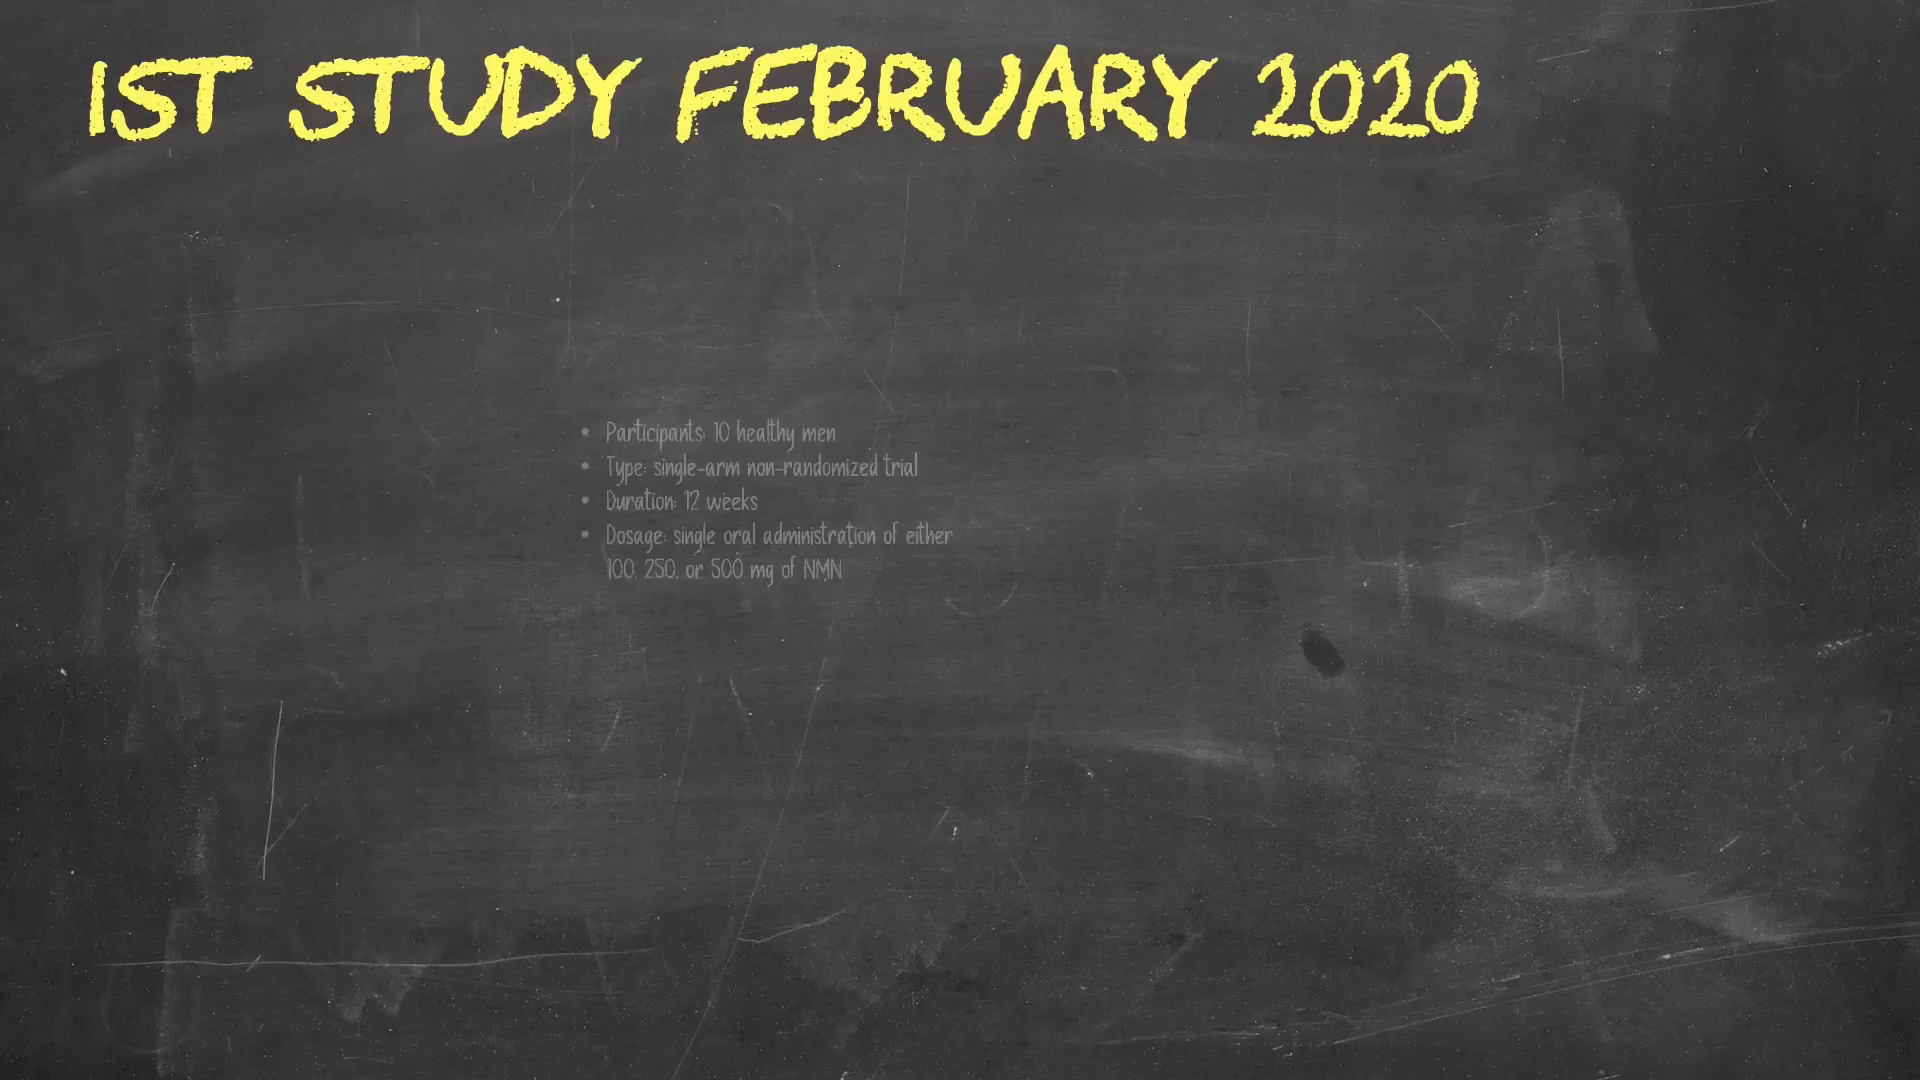 1ST STUDY FEBRUARY 2020
• Participants: 10 healthy men
• Type: single-arm non-randomized trial
• Duration: 12 weeks
• Dosage: single oral administration of either
100, 250, or 500 mg of NMN